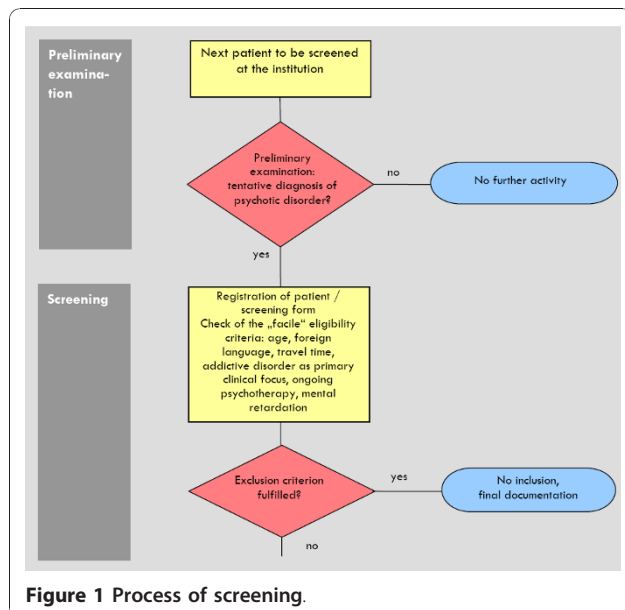 Preliminary
examina-
tion
Next patient to be screened
at the institution
Preliminary
examination:
tentative diagnosis of
psychotic disorder?
no
No further activity
yes
Screening
Registration of patient /
screening form
Check of the „facile“ eligibility
criteria: age, foreign
language, travel time,
addictive disorder as primary
clinical focus, ongoing
psychotherapy, mental
retardation
Exclusion criterion
fulfilled?
yes
No inclusion,
final documentation
no
Figure 1 Process of screening.